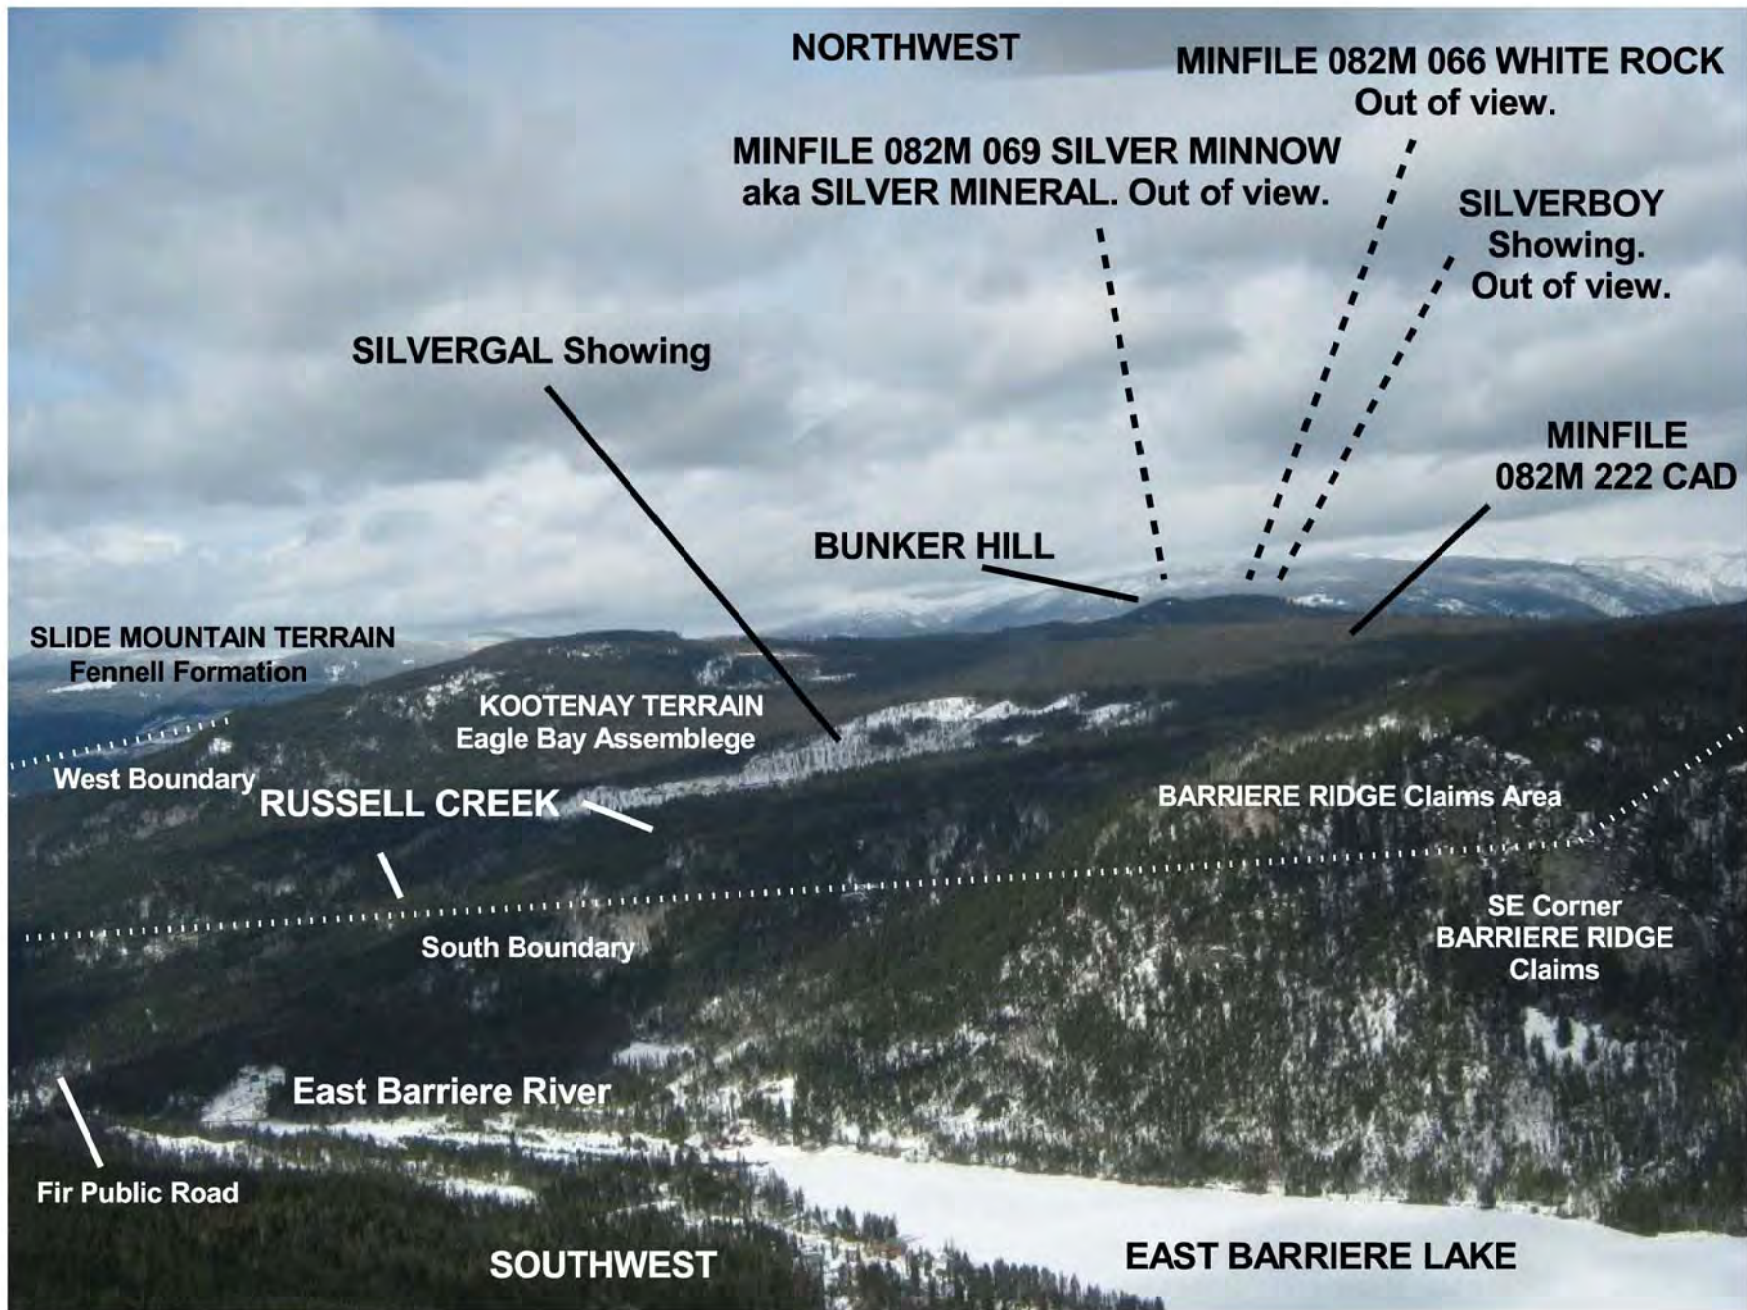 NORTHWEST
MINFILE 082M 066 WHITE ROCK
Out of view.
MINFILE 082M 069 SILVER MINNOW
aka SILVER MINERAL. Out of view.
SILVERBOY
Showing.
Out of view.
SILVERGAL Showing
MINFILE
082M 222 CAD
BUNKER HILL
SLIDE MOUNTAIN TERRAIN
Fennell Formation
KOOTENAY TERRAIN
Eagle Bay Assemblege
West Boundary
RUSSELL CREEK
BARRIERE RIDGE Claims Area
South Boundary
SE Corner
BARRIERE RIDGE
Claims
East Barriere River
Fir Public Road
SOUTHWEST
EAST BARRIERE LAKE